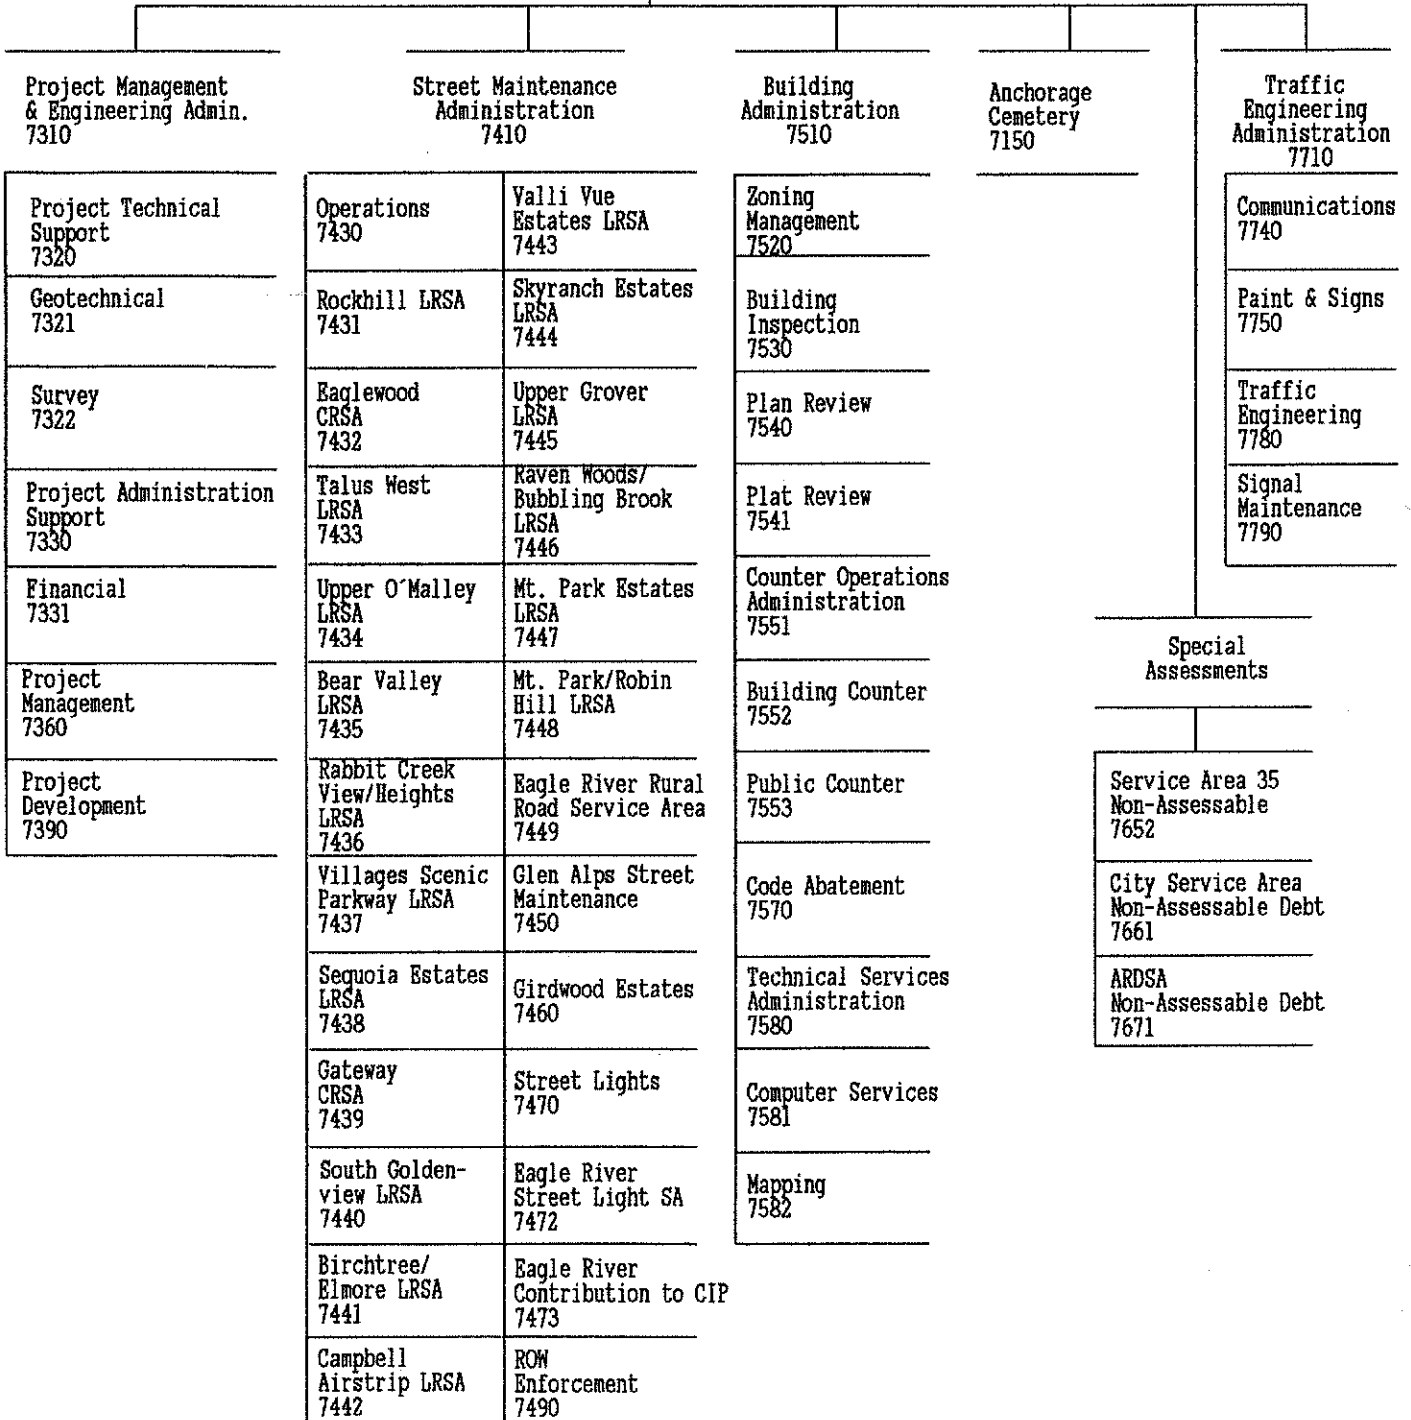 Project Management
& Engineering Admin.
7310
Project Technical
Support
7320
Geotechnical
7321
Survey
7322
Project Administration
Support
7330
Financial
7331
Project
Management
7360
Project
Development
7390
Street Maintenance
Administration
7410
Operations
7430
Rockhill LRSA
7431
Eaglewood
CRSA
7432
Talus West
LRSA
7433
Upper O'Malley
LRSA
7434
Bear Valley
LRSA
7435
Rabbit Creek
View/Heights
LRSA
7436
Villages Scenic
Parkway LRSA
7437
Sequoia Estates
LRSA
7438
Gateway
CRSA
7439
South Golden-
view LRSA
7440
Birchtree/
Elmore LRSA
7441
Campbell
Airstrip LRSA
7442
Valli Vue
Estates LRSA
7443
Skyranch Estates
LRSA
7444
Upper Grover
LRSA
7445
Raven Woods/
Bubbling Brook
LRSA
7446
Mt. Park Estates
LRSA
7447
Mt. Park/Robin
Hill LRSA
7448
Eagle River Rural
Road Service Area
7449
Glen Alps Street
Maintenance
7450
Girdwood Estates
7460
Street Lights
7470
Eagle River
Street Light SA
7472
Eagle River
Contribution to CIP
7473
ROW
Enforcement
7490
Building
Administration
7510
Zoning
Management
7520
Building
Inspection
7530
Plan Review
7540
Plat Review
7541
Counter Operations
Administration
7551
Building Counter
7552
Public Counter
7553
Code Abatement
7570
Technical Services
Administration
7580
Computer Services
7581
Mapping
7582
Anchorage
Cemetery
7150
Special
Assessments
Service Area 35
Non-Assessable
7652
City Service Area
Non-Assessable Debt
7661
ARDSA
Non-Assessable Debt
7671
Traffic
Engineering
Administration
7710
Communications
7740
Paint & Signs
7750
Traffic
Engineering
7780
Signal
Maintenance
7790